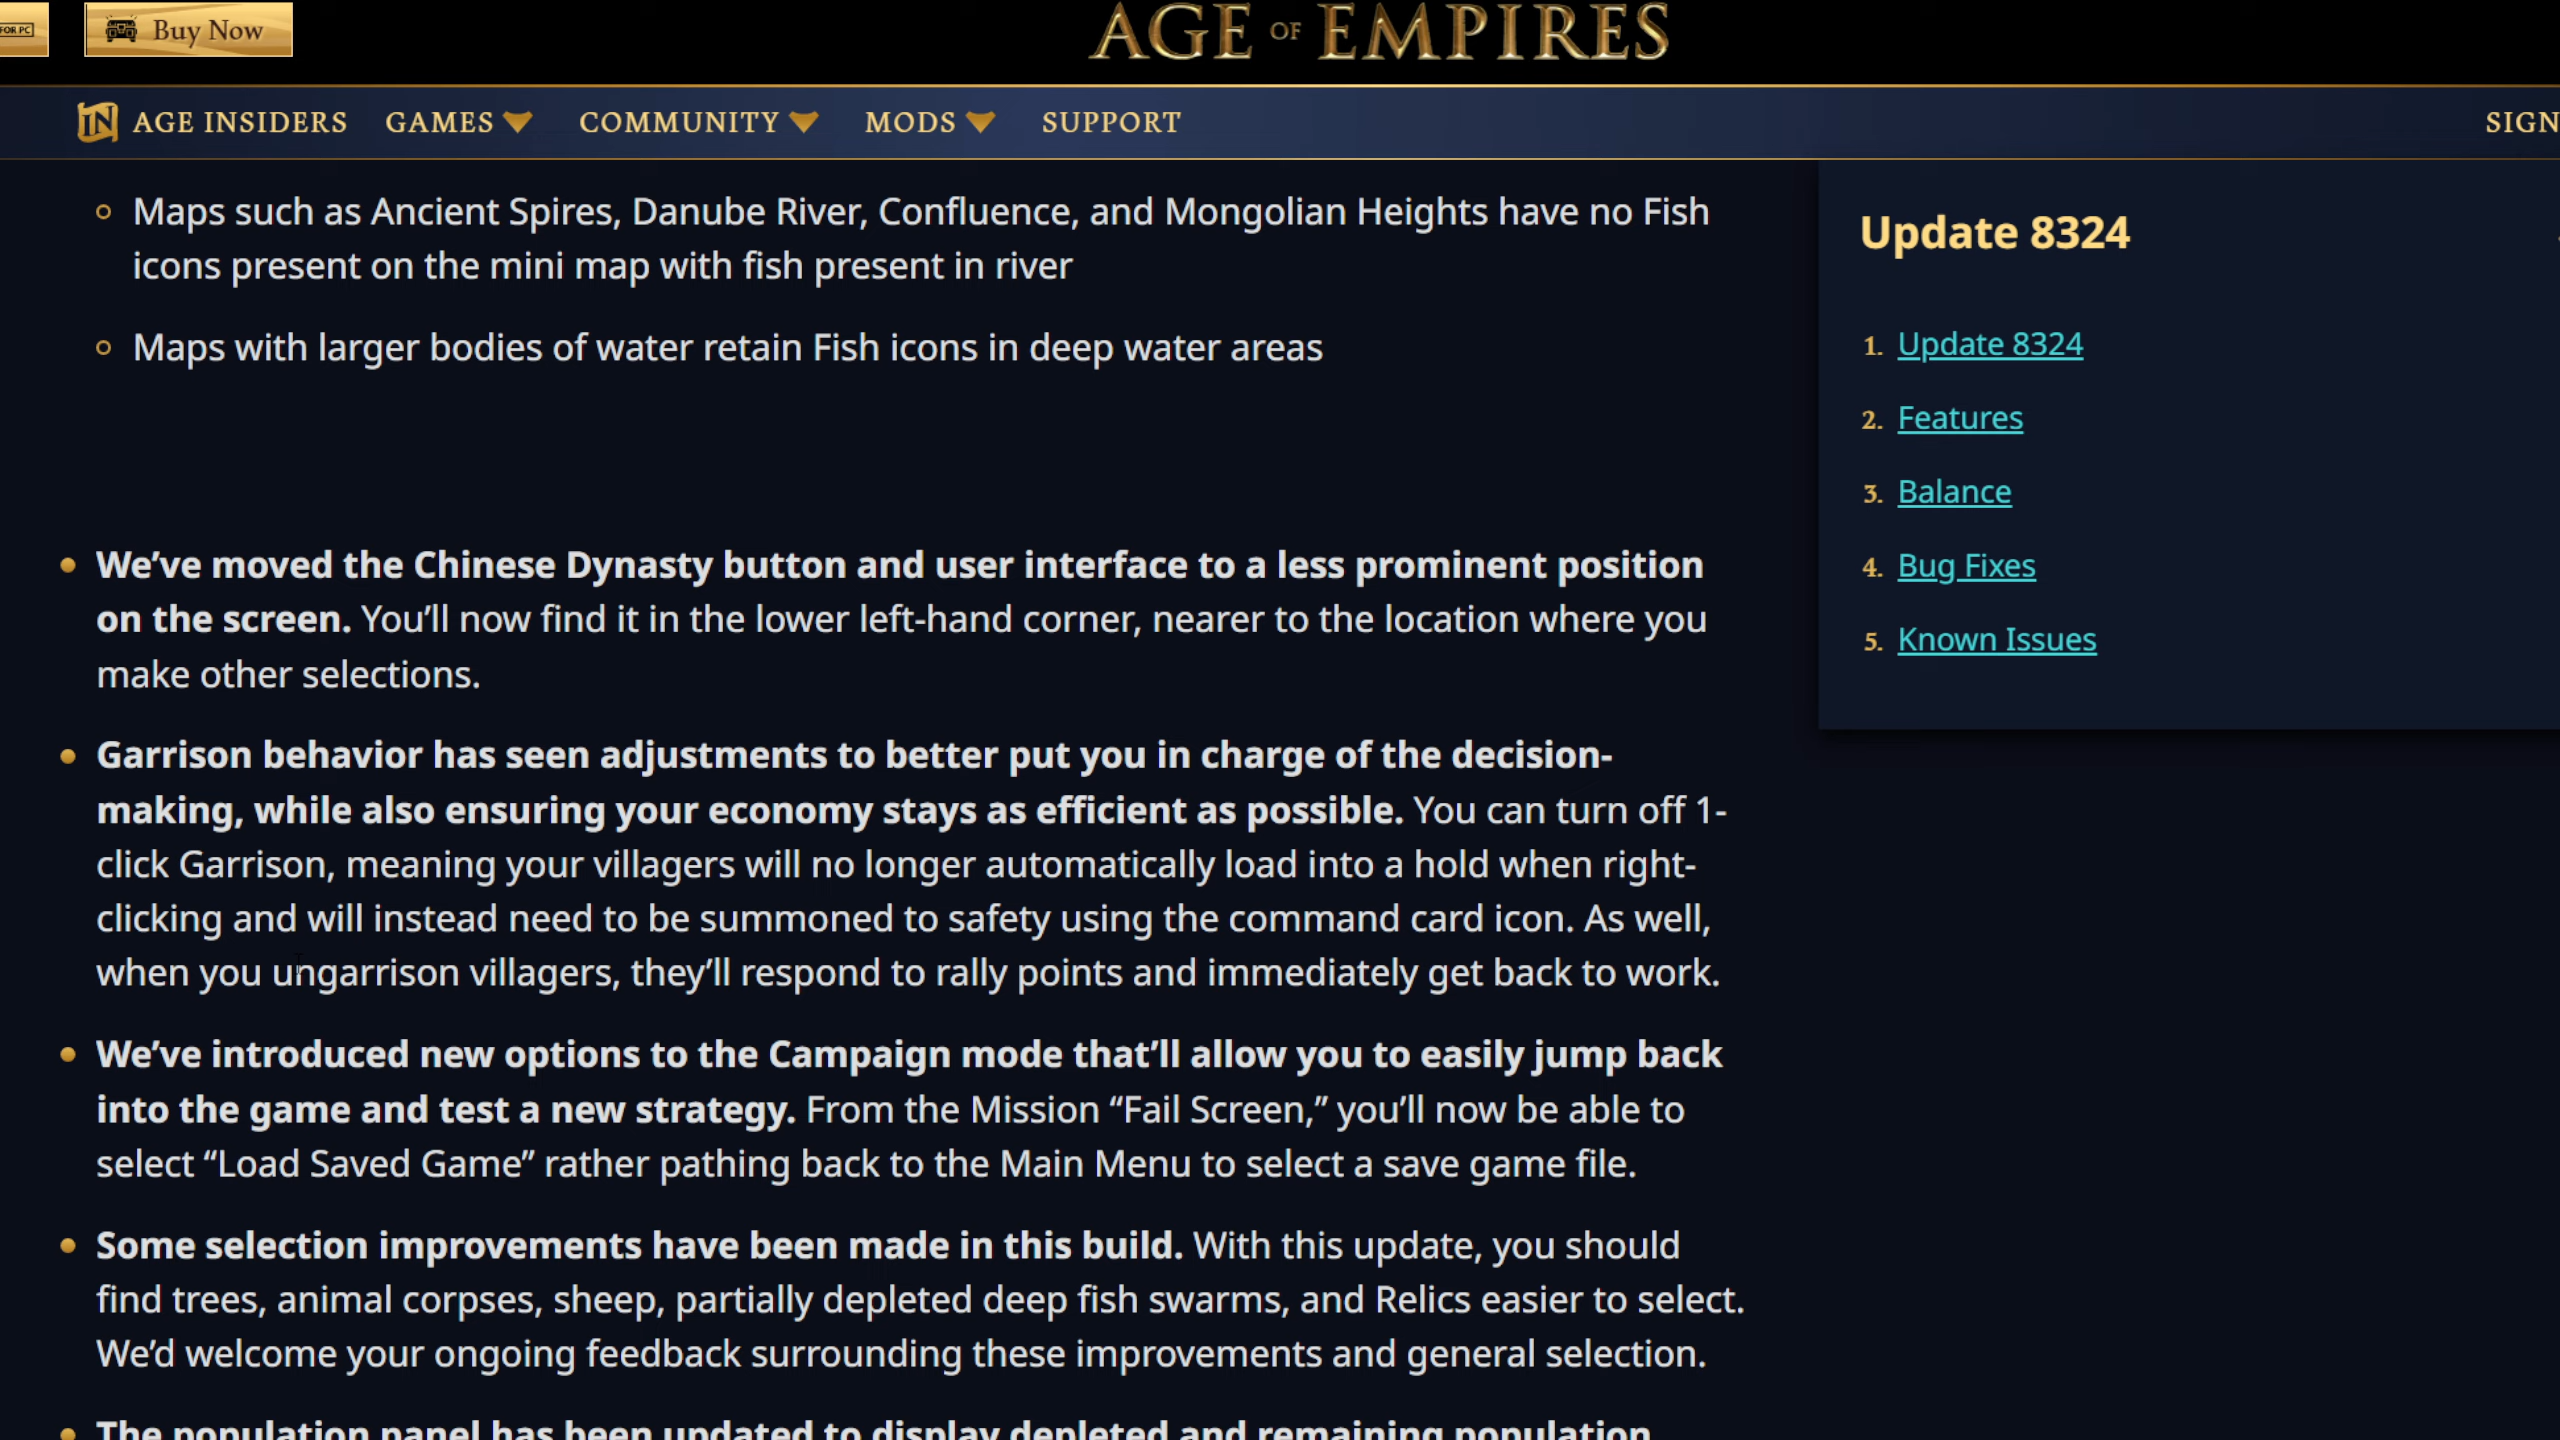 FOR PC
Buy Now
AGE OF EMPIRES
IN AGE INSIDERS GAMES COMMUNITY MODS SUPPORT SIGN
Maps such as Ancient Spires, Danube River, Confluence, and Mongolian Heights have no Fish
icons present on the mini map with fish present in river
Maps with larger bodies of water retain Fish icons in deep water areas
We’ve moved the Chinese Dynasty button and user interface to a less prominent position
on the screen. You’ll now find it in the lower left-hand corner, nearer to the location where you
make other selections.
Garrison behavior has seen adjustments to better put you in charge of the decision-
making, while also ensuring your economy stays as efficient as possible. You can turn off 1-
click Garrison, meaning your villagers will no longer automatically load into a hold when right-
clicking and will instead need to be summoned to safety using the command card icon. As well,
when you ungarrison villagers, they’ll respond to rally points and immediately get back to work.
We’ve introduced new options to the Campaign mode that’ll allow you to easily jump back
into the game and test a new strategy. From the Mission “Fail Screen,” you’ll now be able to
select “Load Saved Game” rather pathing back to the Main Menu to select a save game file.
Some selection improvements have been made in this build. With this update, you should
find trees, animal corpses, sheep, partially depleted deep fish swarms, and Relics easier to select.
We’d welcome your ongoing feedback surrounding these improvements and general selection.
The population panel has been updated to display depleted and remaining population
Update 8324
1. Update 8324
2. Features
3. Balance
4. Bug Fixes
5. Known Issues